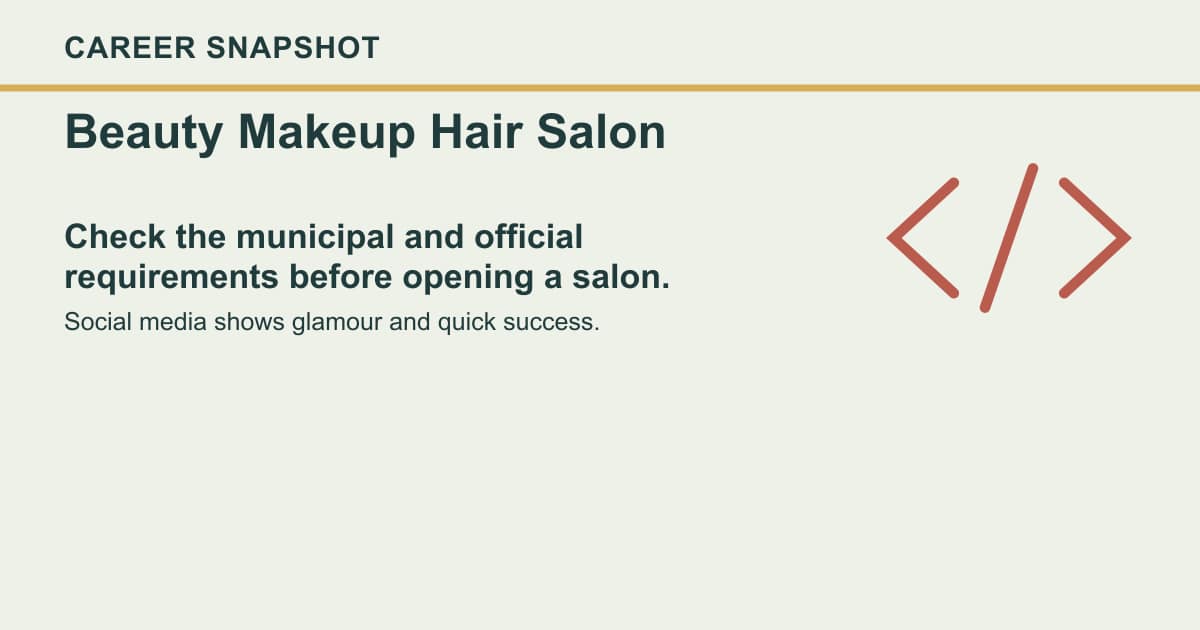 CAREER SNAPSHOT
Beauty Makeup Hair Salon
Check the municipal and official
requirements before opening a salon.
Social media shows glamour and quick success.